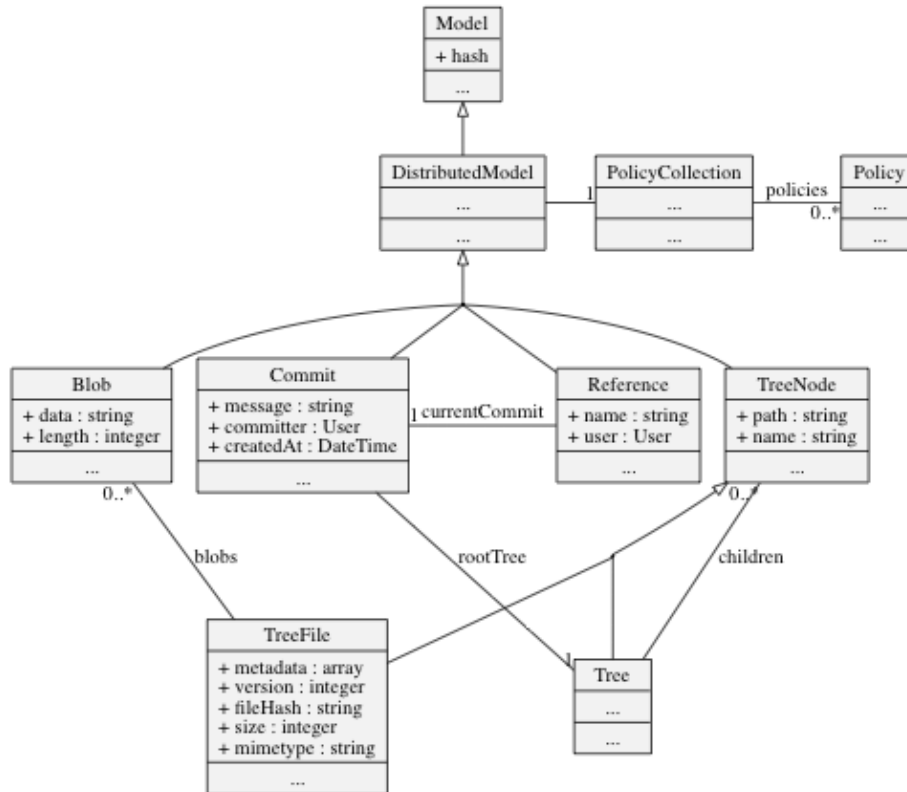 Model
+ hash
...
DistributedModel
...
...
1
PolicyCollection
...
...
policies
0..*
Policy
...
...
Blob
+ data : string
+ length : integer
...
0..*
Commit
+ message : string
+ committer : User
+ createdAt : DateTime
...
1
currentCommit
Reference
+ name : string
+ user : User
...
TreeNode
+ path : string
+ name : string
...
0..*
blobs
rootTree
children
TreeFile
+ metadata : array
+ version : integer
+ fileHash : string
+ size : integer
+ mimetype : string
...
1
Tree
...
...